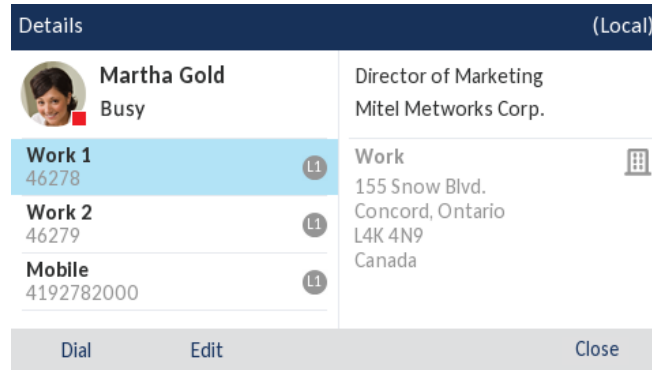 Details
(Local)
Martha Gold
Busy
Work 1
46278
L1
Work 2
46279
L1
Mobile
4192782000
L1
Director of Marketing
Mitel Metworks Corp.
Work
155 Snow Blvd.
Concord, Ontario
L4K 4N9
Canada
Dial
Edit
Close